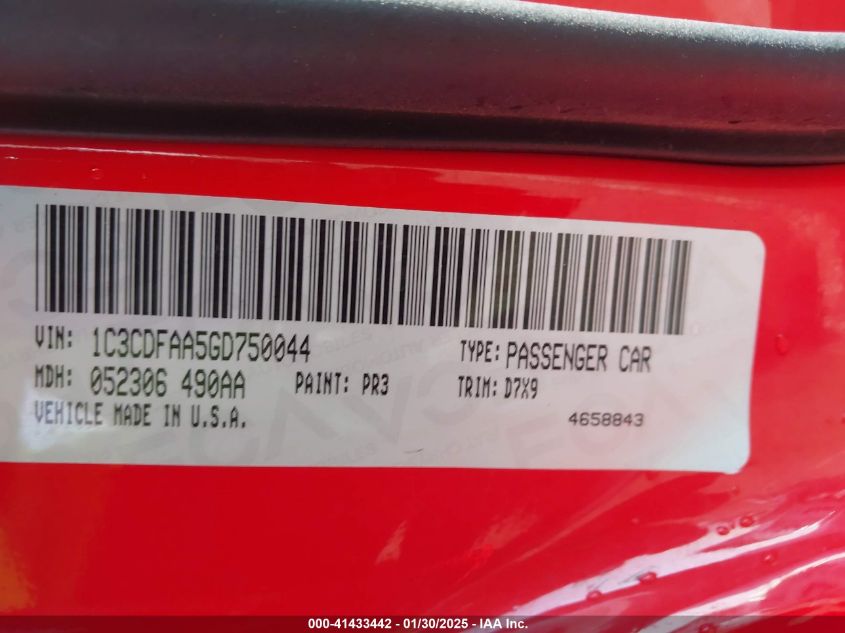 VIN: 1C3CDFAA5GD750044 TYPE: PASSENGER CAR
MDH: 052306 490AA PAINT: PR3 TRIM: D7X9
VEHICLE MADE IN U.S.A. 4658843
000-41433442 - 01/30/2025 - IAA Inc.